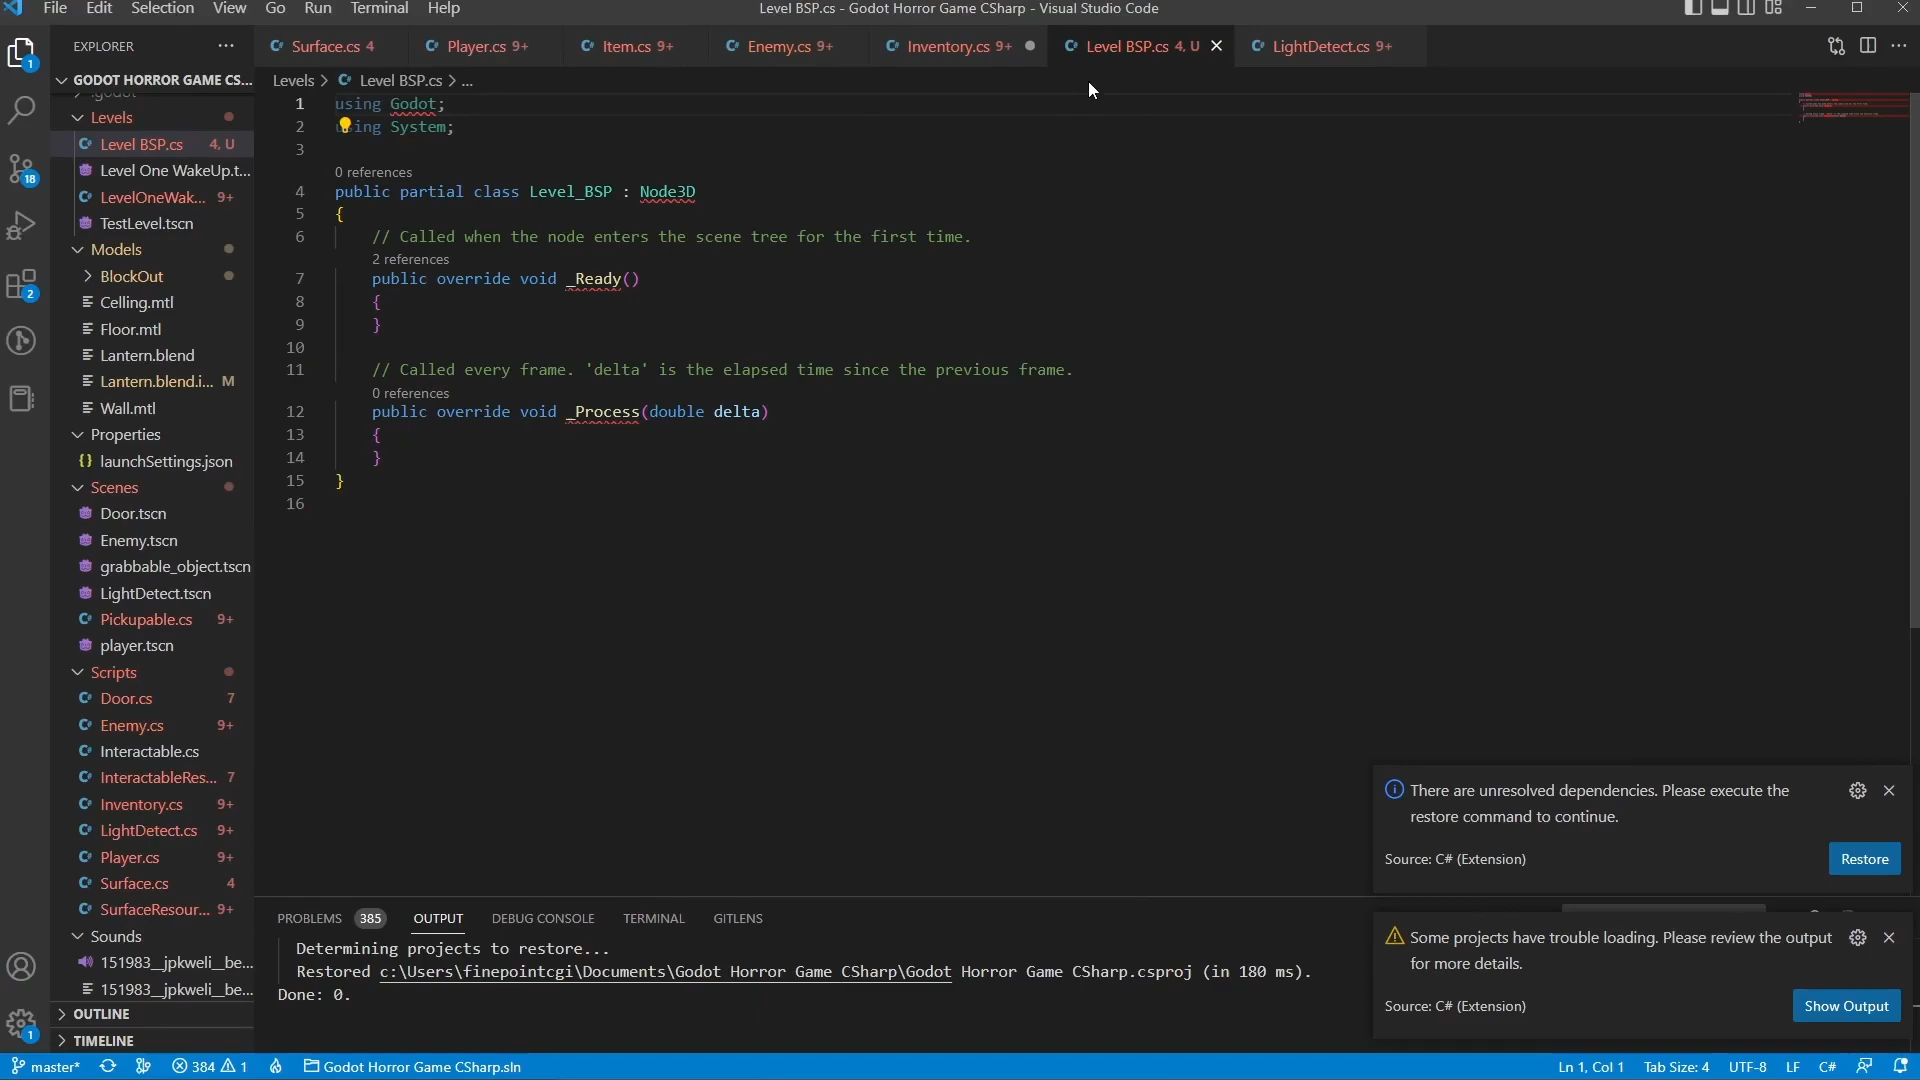 File Edit Selection View Go Run Terminal Help
Level BSP.cs - Godot Horror Game CSharp - Visual Studio Code
EXPLORER
Surface.cs 4
Player.cs 9+
Item.cs 9+
Enemy.cs 9+
Inventory.cs 9+
Level BSP.cs 4, U
LightDetect.cs 9+
GODOT HORROR GAME CS...
.godot
Levels
Level BSP.cs 4, U
Level One WakeUp.t...
LevelOneWak... 9+
TestLevel.tscn
Models
BlockOut
Celling.mtl
Floor.mtl
Lantern.blend
Lantern.blend.i... M
Wall.mtl
Properties
launchSettings.json
Scenes
Door.tscn
Enemy.tscn
grabbable_object.tscn
LightDetect.tscn
Pickupable.cs 9+
player.tscn
Scripts
Door.cs 7
Enemy.cs 9+
Interactable.cs
InteractableRes... 7
Inventory.cs 9+
LightDetect.cs 9+
Player.cs 9+
Surface.cs 4
SurfaceResour... 9+
Sounds
151983__jpkweli__be...
151983__jpkweli__be...
OUTLINE
TIMELINE
1
18
2
1
Levels > Level BSP.cs > ...
1 using Godot;
2 using System;
3
0 references
4 public partial class Level_BSP : Node3D
5 {
6 // Called when the node enters the scene tree for the first time.
2 references
7 public override void _Ready()
8 {
9 }
10
11 // Called every frame. 'delta' is the elapsed time since the previous frame.
0 references
12 public override void _Process(double delta)
13 {
14 }
15 }
16
PROBLEMS 385 OUTPUT DEBUG CONSOLE TERMINAL GITLENS
Determining projects to restore...
Restored c:\Users\finepointcgi\Documents\Godot Horror Game CSharp\Godot Horror Game CSharp.csproj (in 180 ms).
Done: 0.
There are unresolved dependencies. Please execute the
restore command to continue.
Source: C# (Extension)
Restore
Some projects have trouble loading. Please review the output
for more details.
Source: C# (Extension)
Show Output
master* 384 1 Godot Horror Game CSharp.sln
Ln 1, Col 1 Tab Size: 4 UTF-8 LF C#